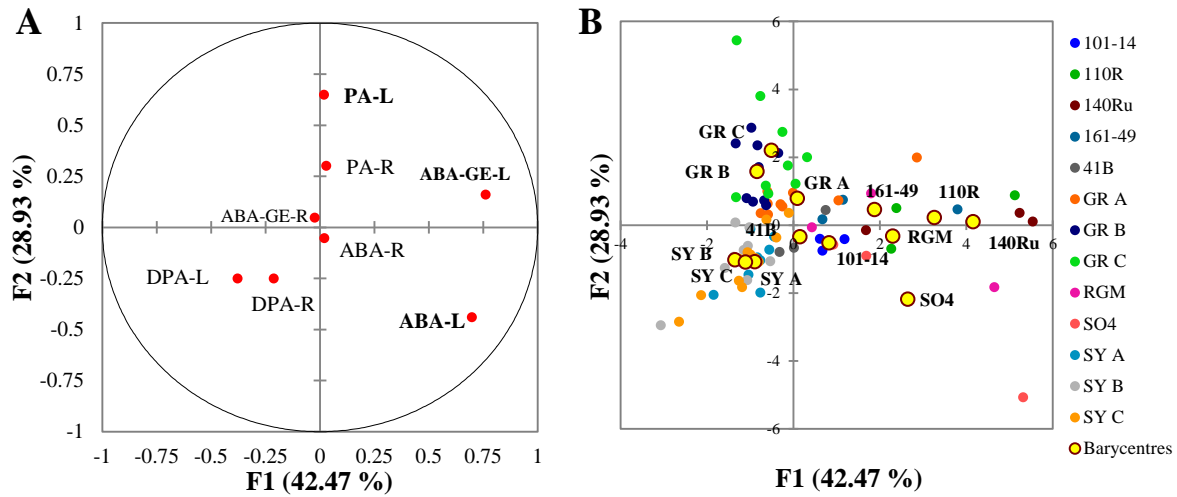 A
F2 (28.93 %)
1
0.75
0.5
0.25
0
-0.25
-0.5
-0.75
-1
-1
-0.75
-0.5
-0.25
0
0.25
0.5
0.75
1
PA-L
PA-R
ABA-GE-L
ABA-GE-R
ABA-R
DPA-L
DPA-R
ABA-L
F1 (42.47 %)
B
F2 (28.93 %)
6
4
2
0
-2
-4
-6
-4
-2
0
2
4
6
GR C
GR B
GR A
161-49
110R
41B
RGM
140Ru
101-14
SY B
SY C
SY A
SO4
F1 (42.47 %)
101-14
110R
140Ru
161-49
41B
GR A
GR B
GR C
RGM
SO4
SY A
SY B
SY C
Barycentres